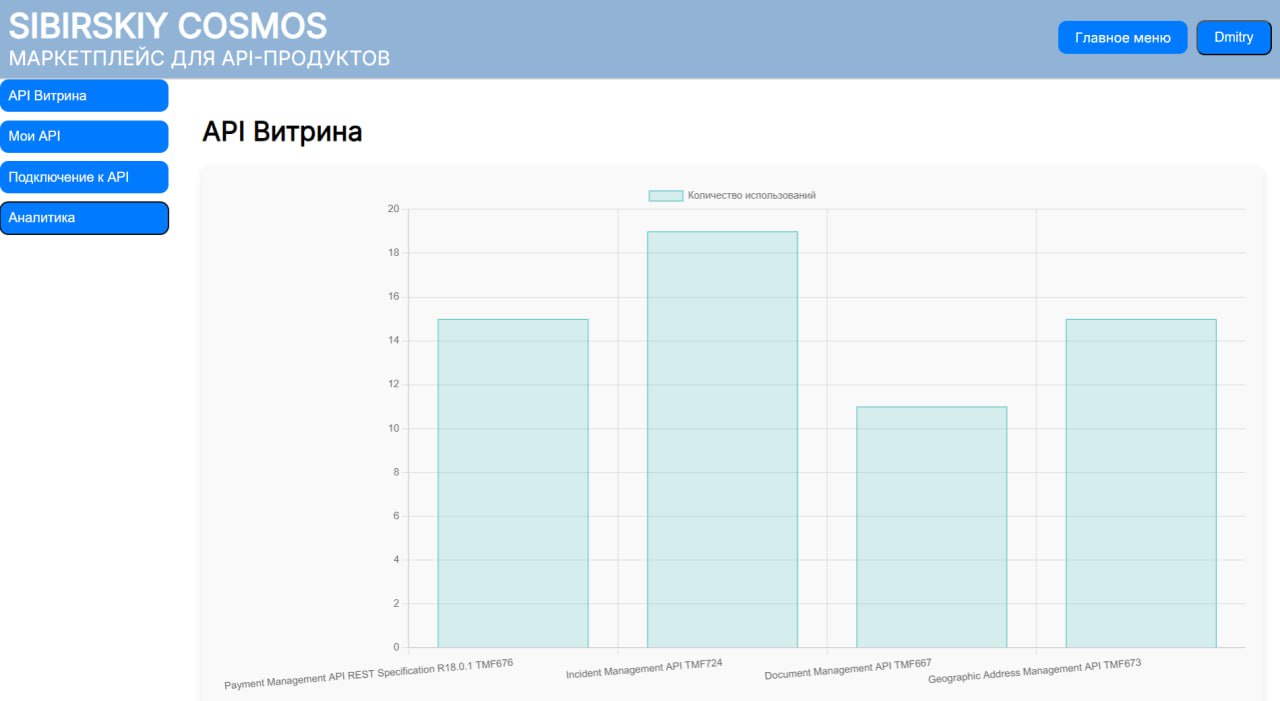 SIBIRSKIY COSMOS
МАРКЕТПЛЕЙС ДЛЯ API-ПРОДУКТОВ
Главное меню
Dmitry
API Витрина
Мои API
Подключение к API
Аналитика
API Витрина
Количество использований
20
18
16
14
12
10
8
6
4
2
0
Payment Management API REST Specification R18.0.1 TMF676
Incident Management API TMF724
Document Management API TMF667
Geographic Address Management API TMF673